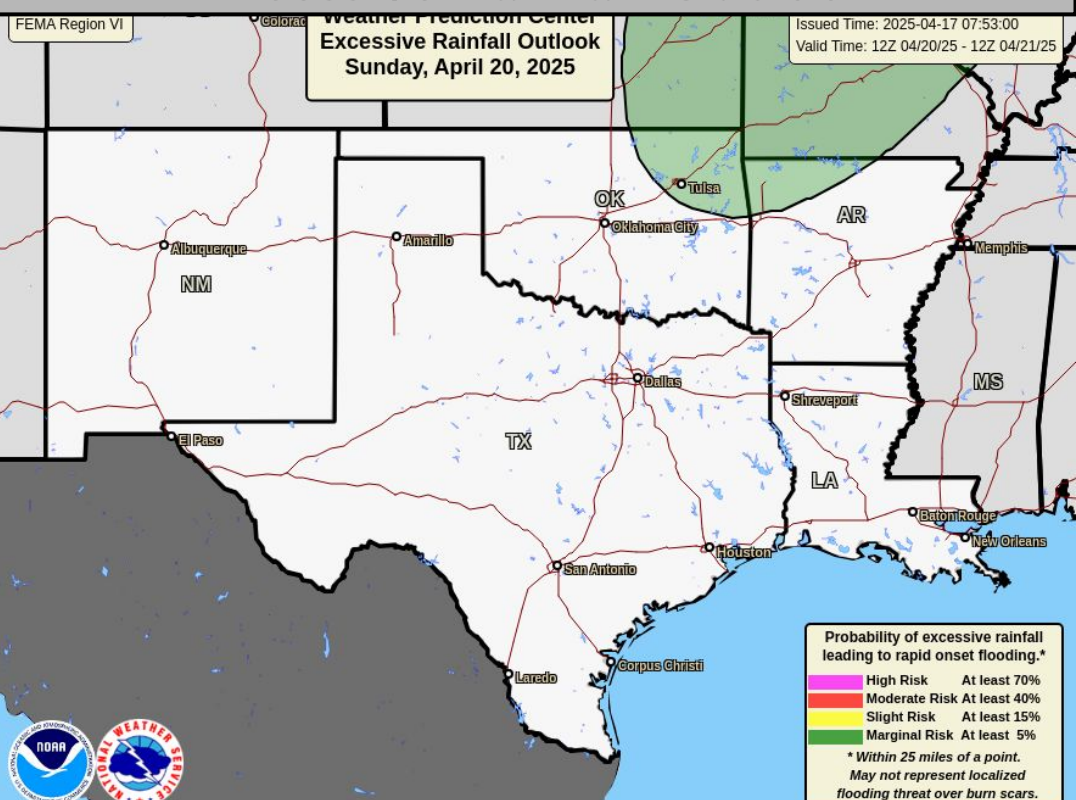 FEMA Region VI
Colorad
Weather Prediction Center
Excessive Rainfall Outlook
Sunday, April 20, 2025
Issued Time: 2025-04-17 07:53:00
Valid Time: 12Z 04/20/25 - 12Z 04/21/25
Tulsa
OK
AR
Oklahoma City
Amarillo
Albuquerque
Memphis
NM
Dallas
MS
Shreveport
El Paso
TX
LA
Baton Rouge
New Orleans
Houston
San Antonio
Corpus Christi
Laredo
Probability of excessive rainfall
leading to rapid onset flooding.*
High Risk At least 70%
Moderate Risk At least 40%
Slight Risk At least 15%
Marginal Risk At least 5%
* Within 25 miles of a point.
May not represent localized
flooding threat over burn scars.
NOAA
NATIONAL WEATHER SERVICE